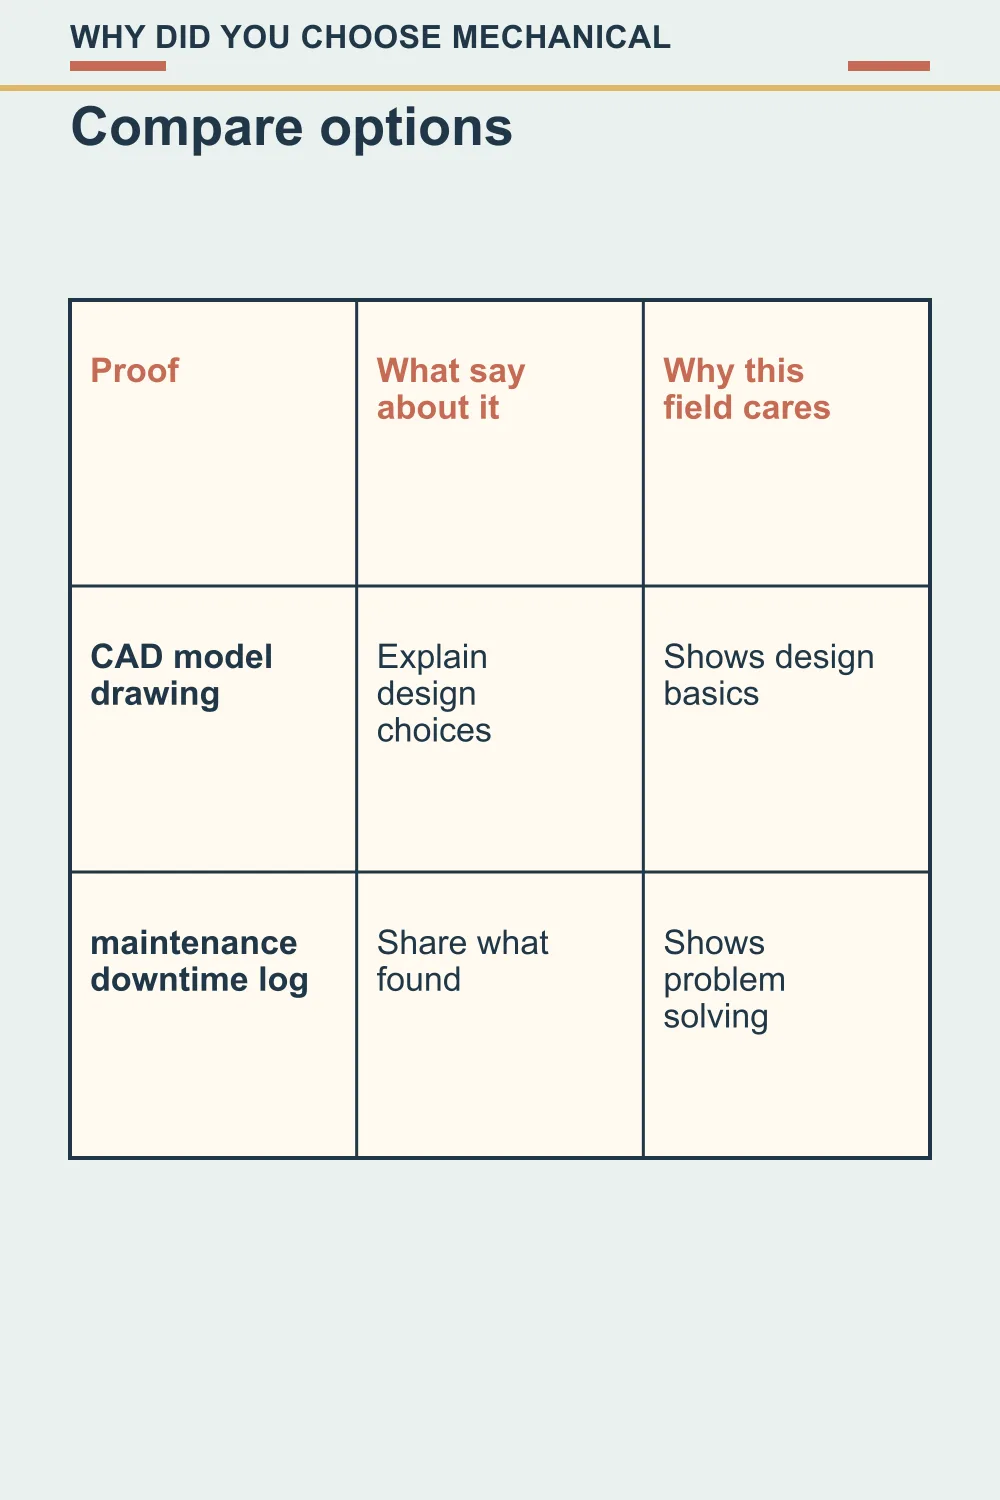 WHY DID YOU CHOOSE MECHANICAL
Compare options
Proof
What say
about it
Why this
field cares
CAD model
drawing
Explain
design
choices
Shows design
basics
maintenance
downtime log
Share what
found
Shows
problem
solving